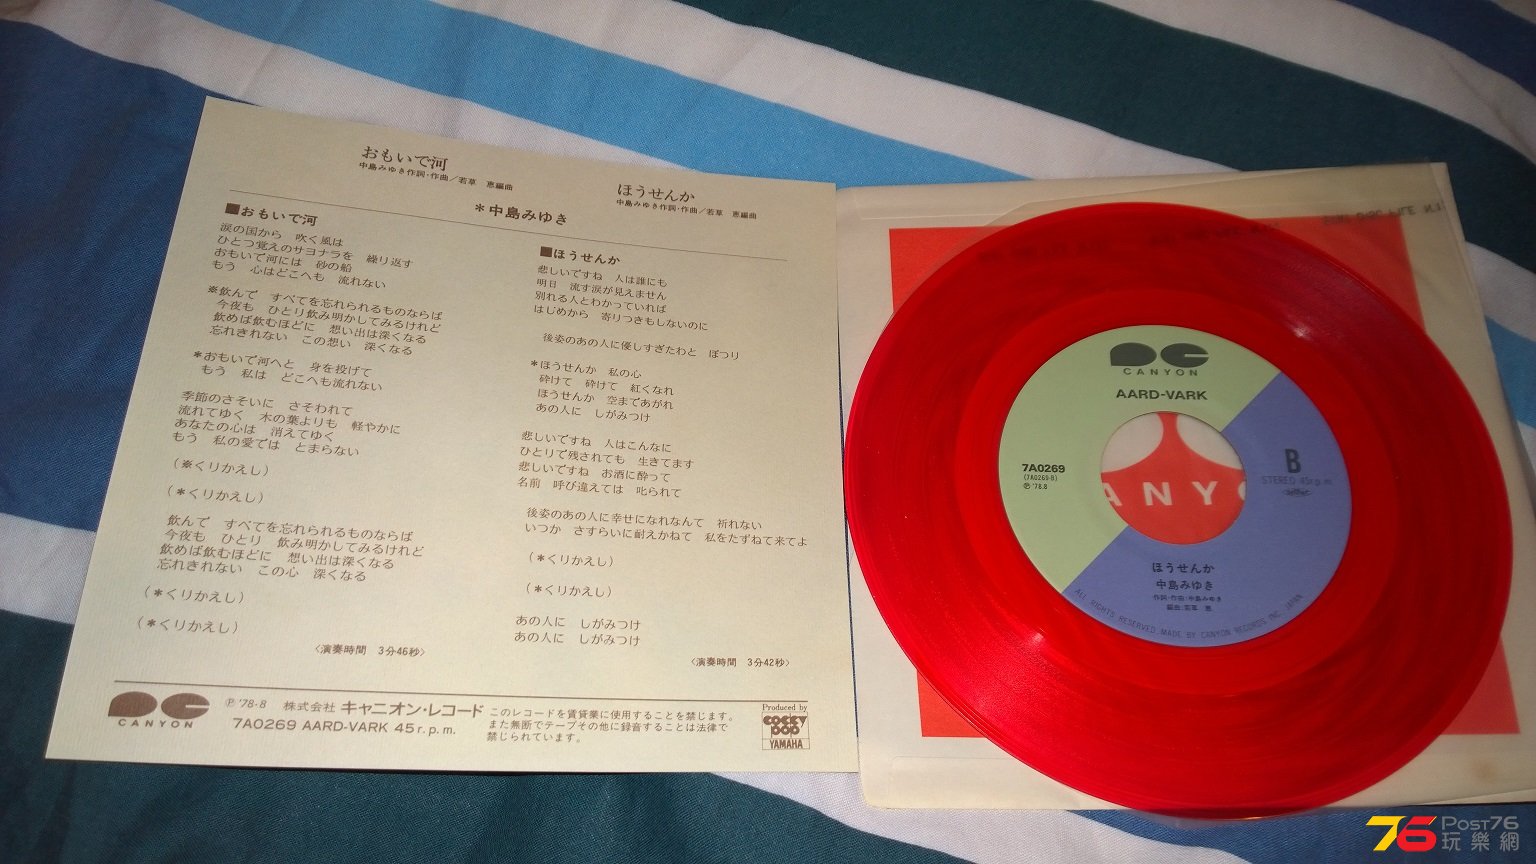 おもいで河
中島みゆき作詞・作曲／若草　恵編曲
ほうせんか
中島みゆき作詞・作曲／若草　恵編曲
＊中島みゆき
■おもいで河
涙の国から　吹く風は
ひとつ覚えのサヨナラを　繰り返す
おもいで河には　砂の船
もう　心はどこへも　流れない
※飲んで　すべてを忘れられるものならば
今夜も　ひとり飲み明かしてみるけれど
飲めば飲むほどに　想い出は深くなる
忘れきれない　この想い　深くなる
＊おもいで河へと　身を投げて
もう　私は　どこへも流れない
季節のさそいに　さそわれて
流れてゆく　木の葉よりも　軽やかに
あなたの心は　消えてゆく
もう　私の愛では　とまらない
（※くりかえし）
（＊くりかえし）
飲んで　すべてを忘れられるものならば
今夜も　ひとり　飲み明かしてみるけれど
飲めば飲むほどに　想い出は深くなる
忘れきれない　この心　深くなる
（＊くりかえし）
（＊くりかえし）
〈演奏時間　3分46秒〉
■ほうせんか
悲しいですね　人は誰にも
明日　流す涙が見えません
別れる人とわかっていれば
はじめから　寄りつきもしないのに
後姿のあの人に優しすぎたわと　ぽつり
＊ほうせんか　私の心
砕けて　砕けて　紅くなれ
ほうせんか　空まであがれ
あの人に　しがみつけ
悲しいですね　人はこんなに
ひとりで残されても　生きてます
悲しいですね　お酒に酔って
名前　呼び違えては　叱られて
後姿のあの人に幸せになれなんて　祈れない
いつか　さすらいに耐えかねて　私をたずねて来てよ
（＊くりかえし）
（＊くりかえし）
あの人に　しがみつけ
あの人に　しがみつけ
〈演奏時間　3分42秒〉
CANYON
Ⓟ '78・8　株式会社 キャニオン・レコード
7A0269 AARD-VARK 45r.p.m.
このレコードを賃貸業に使用することを禁じます。
また無断でテープその他に録音することは法律で
禁じられています。
Produced by
COCKY POP
YAMAHA
CANYON
AARD-VARK
7A0269
(7A0269-B)
Ⓟ '78.8
B
STEREO 45r.p.m.
ANYO
ほうせんか
中島みゆき
作詞・作曲：中島みゆき
編曲：若草　恵
ALL RIGHTS RESERVED. MADE BY CANYON RECORDS INC. JAPAN
76 POST76
玩樂網